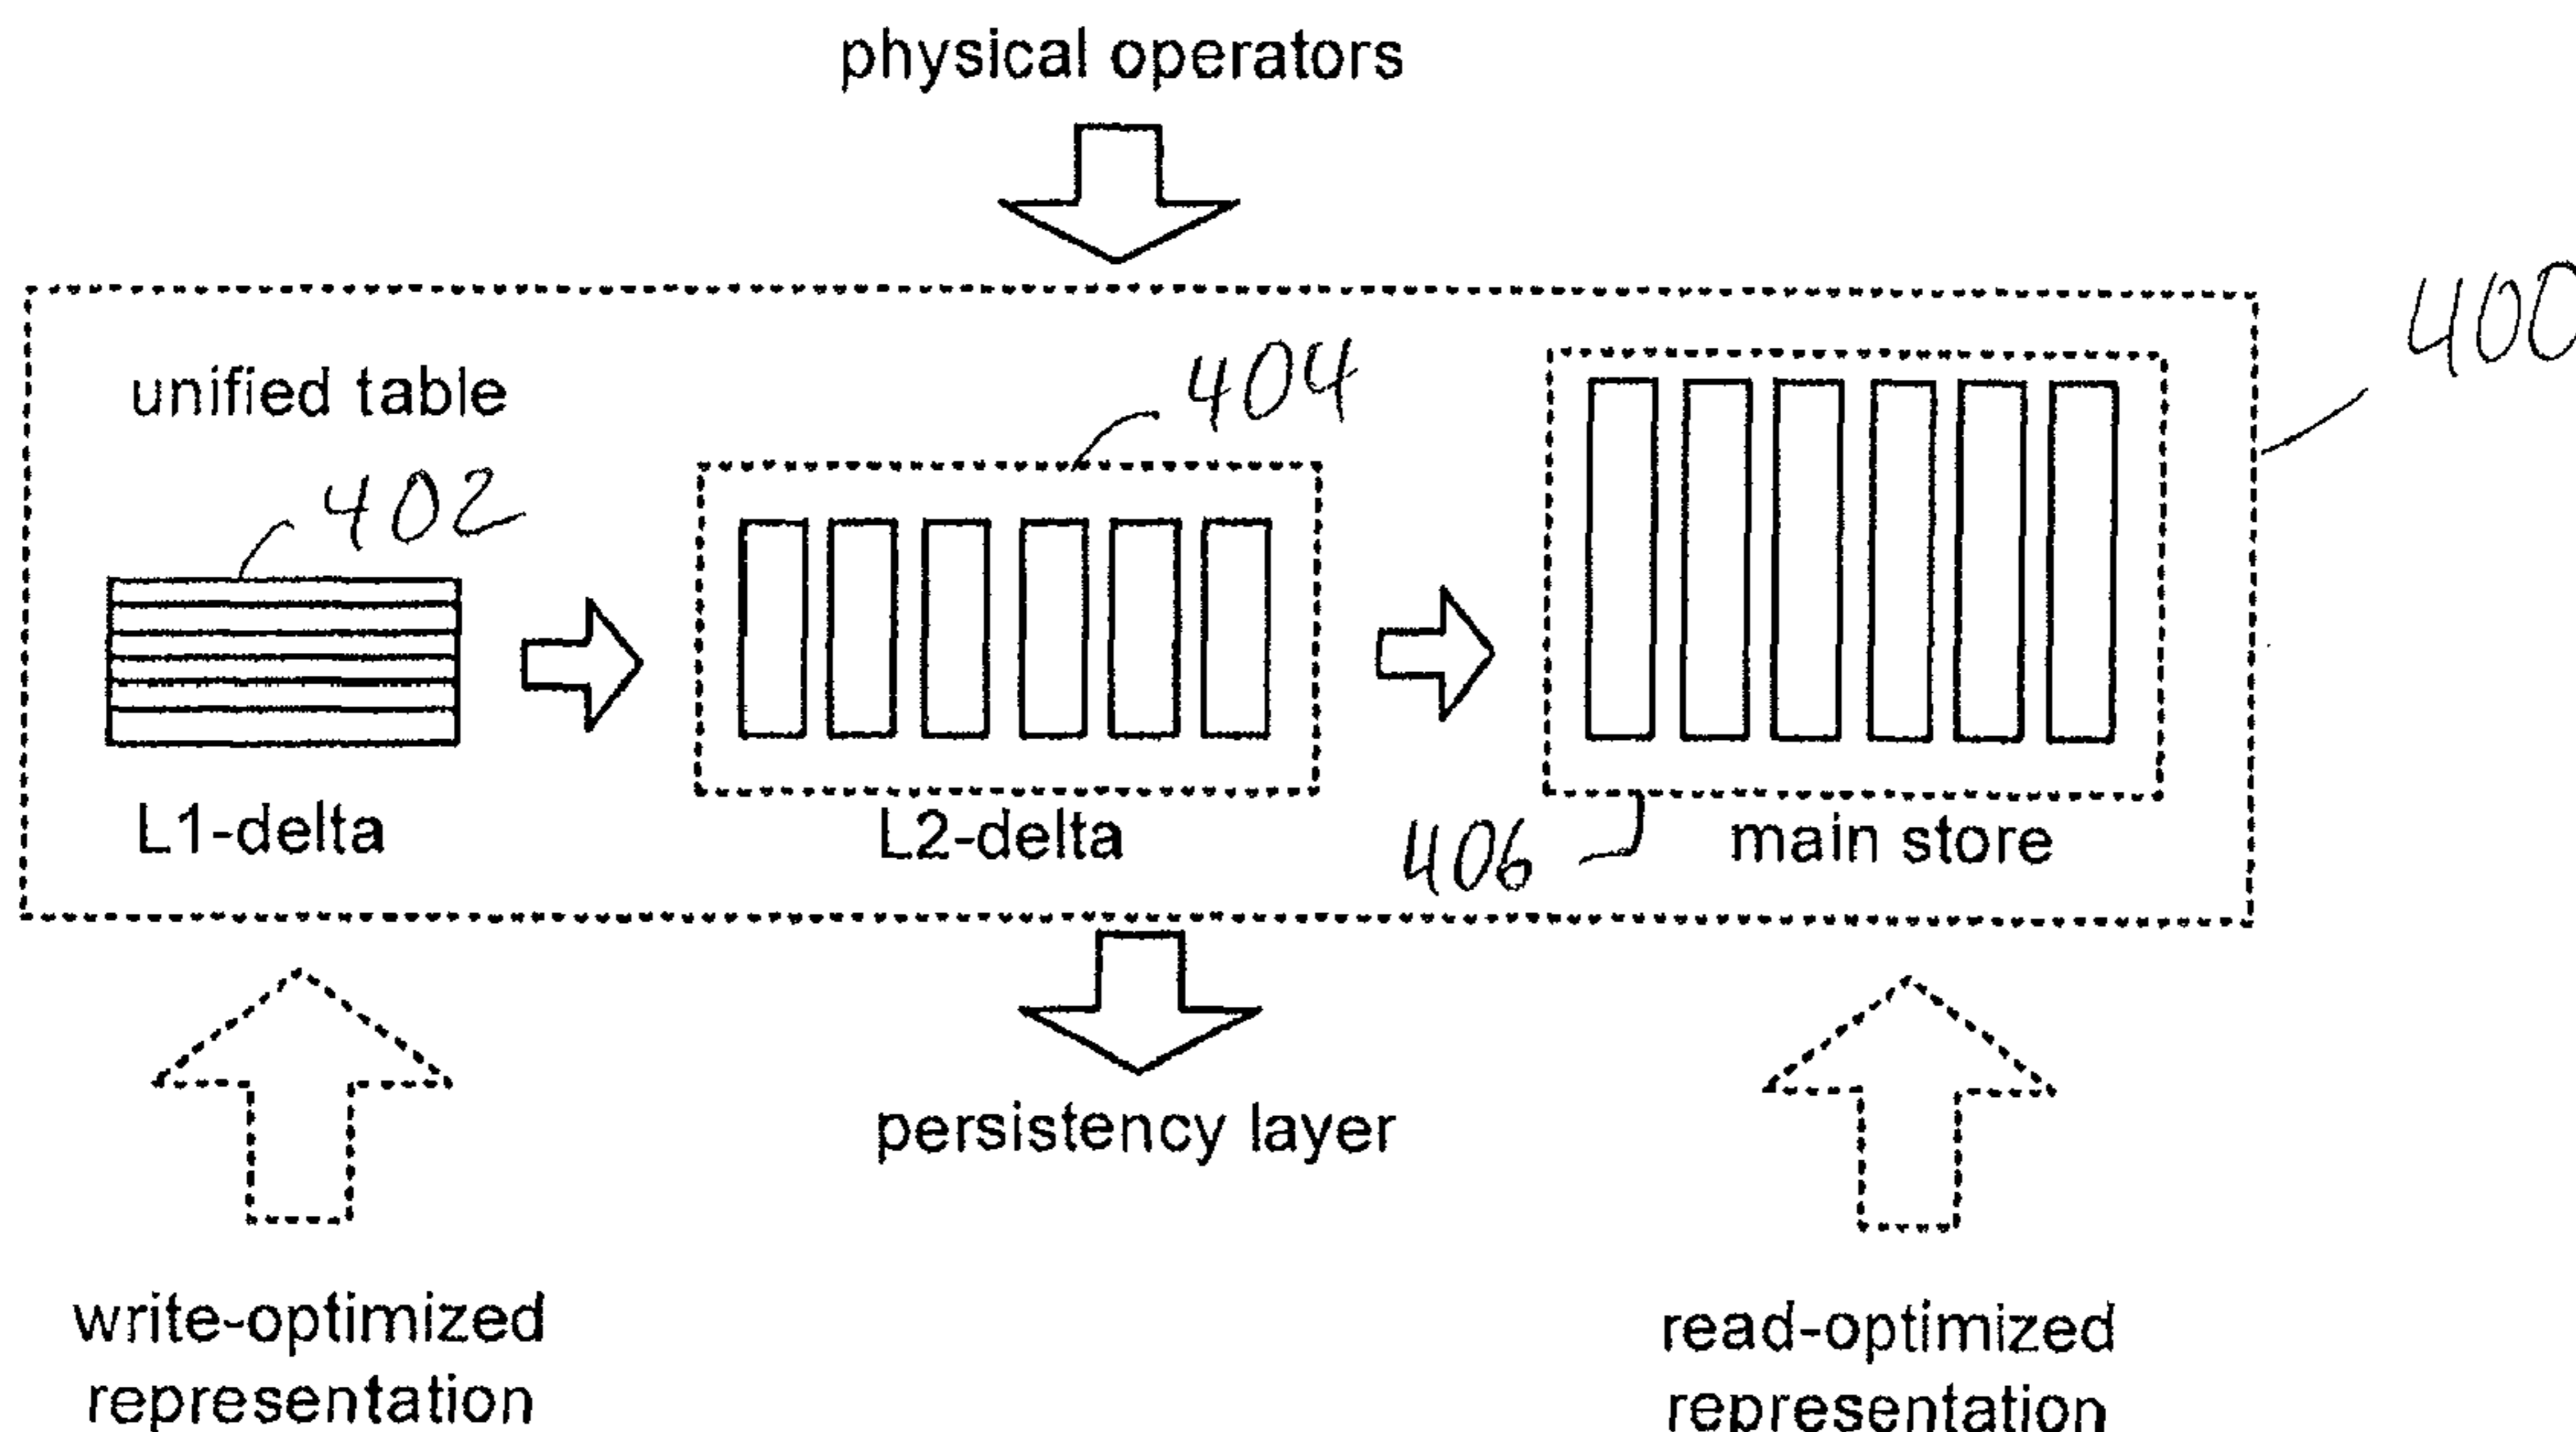 physical operators
400
unified table
404
402
L1-delta
L2-delta
406
main store
persistency layer
write-optimized
representation
read-optimized
representation